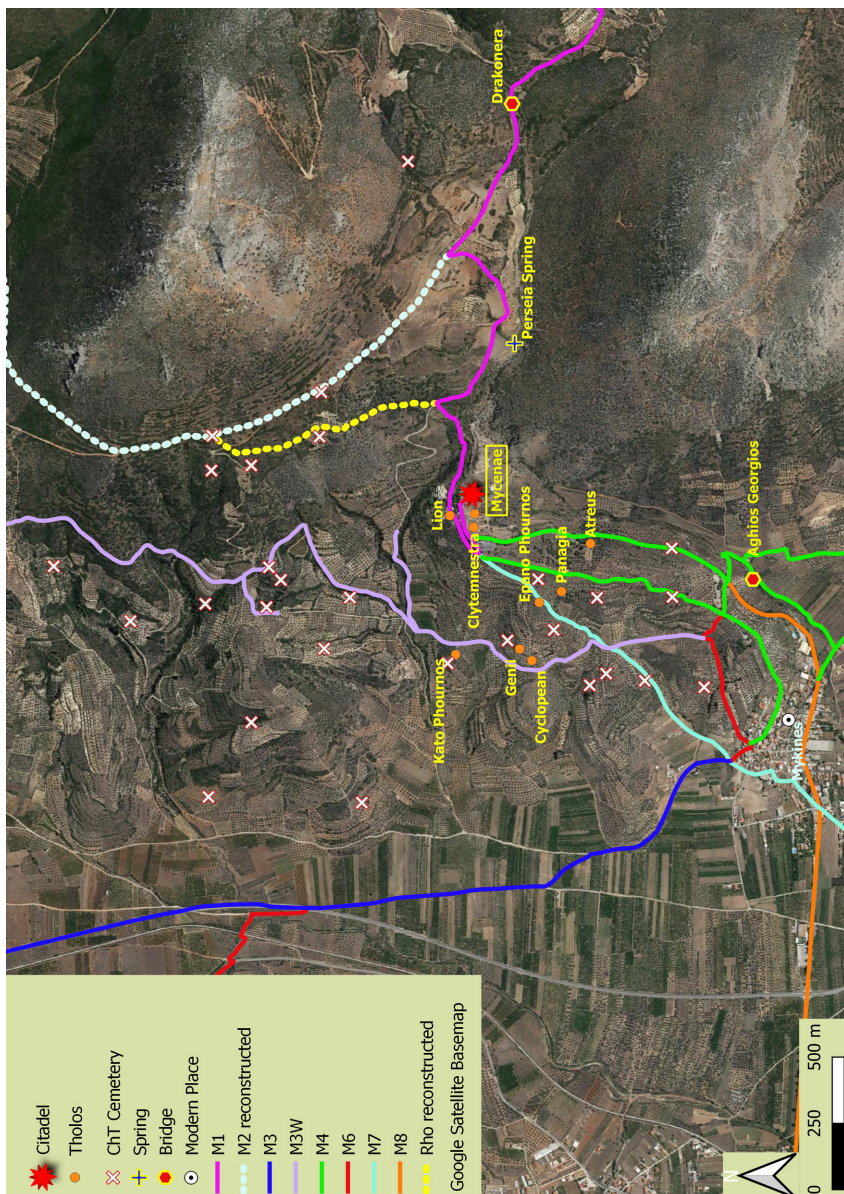 Drakonera
Perseia Spring
Lion
Mycenae
Clytemnestra
Epano Phournos
Panagia
Atreus
Aghios Georgios
Kato Phournos
Genii
Cyclopean
Mykines
Citadel
Tholos
ChT Cemetery
Spring
Bridge
Modern Place
M1
M2 reconstructed
M3
M3W
M4
M6
M7
M8
Rho reconstructed
Google Satellite Basemap
N
0
250
500 m